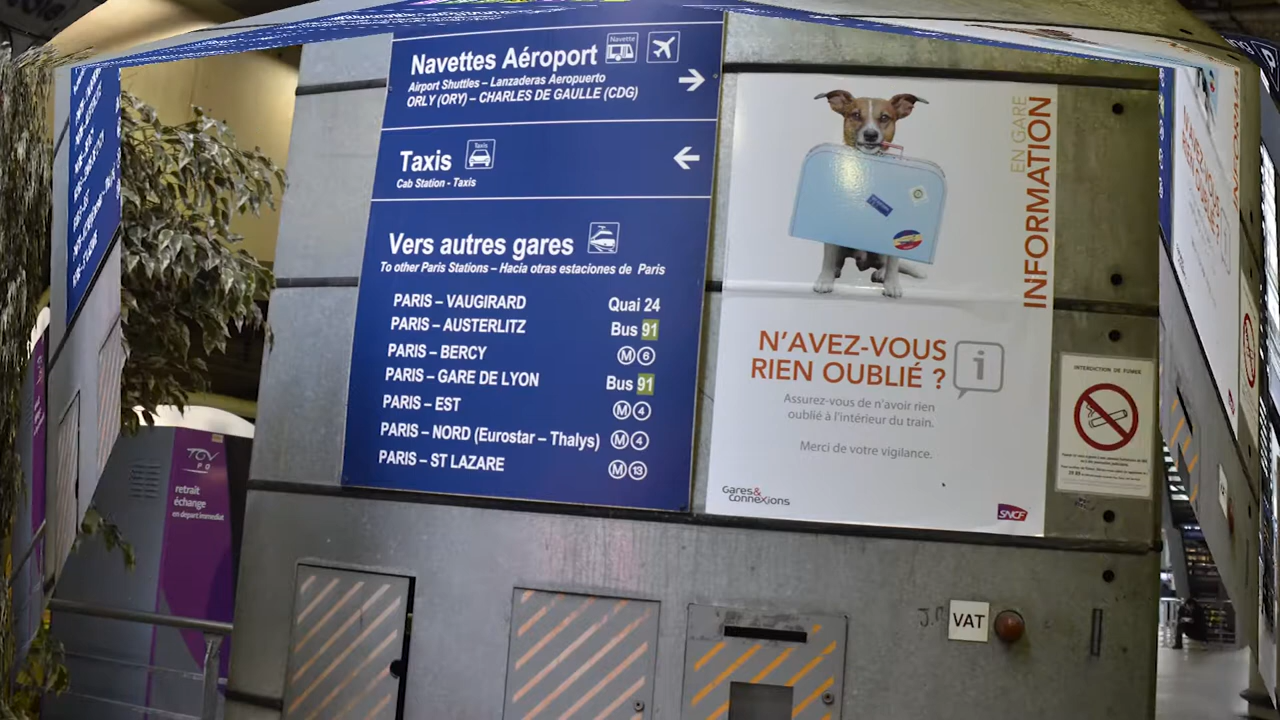 Navettes Aéroport
Navette
Airport Shuttles – Lanzaderas Aeropuerto
ORLY (ORY) – CHARLES DE GAULLE (CDG)
Taxis
Taxis
Cab Station - Taxis
Vers autres gares
To other Paris Stations – Hacia otras estaciones de Paris
PARIS – VAUGIRARD Quai 24
PARIS – AUSTERLITZ Bus 91
PARIS – BERCY M 6
PARIS – GARE DE LYON Bus 91
PARIS – EST M 4
PARIS – NORD (Eurostar – Thalys) M 4
PARIS – ST LAZARE M 13
EN GARE
INFORMATION
N'AVEZ-VOUS
RIEN OUBLIÉ ?
i
Assurez-vous de n'avoir rien
oublié à l'intérieur du train.
Merci de votre vigilance.
Gares&
Connexions
SNCF
INTERDICTION DE FUMER
TGV
retrait
échange
en départ immédiat
VAT